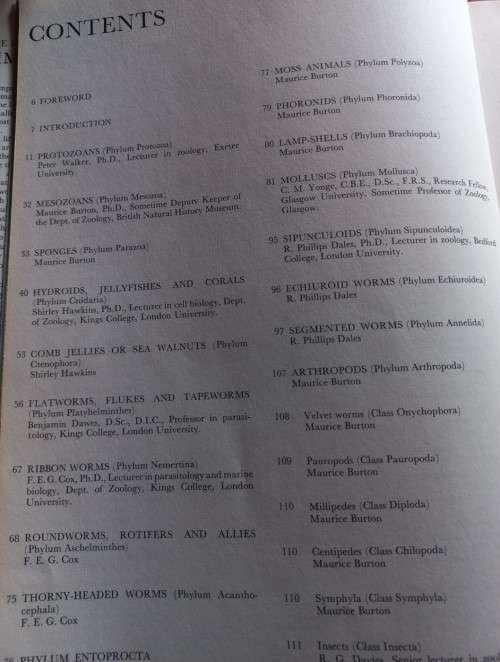 CONTENTS
6 FOREWORD
7 INTRODUCTION
11 PROTOZOANS (Phylum Protozoa)
Peter Walker, Ph.D., Lecturer in zoology, Exeter
University
32 MESOZOANS (Phylum Mesozoa)
Maurice Burton, Ph.D., Sometime Deputy Keeper of
the Dept. of Zoology, British Natural History Museum.
33 SPONGES (Phylum Parazoa)
Maurice Burton
40 HYDROIDS, JELLYFISHES AND CORALS
(Phylum Cnidaria)
Shirley Hawkins, Ph.D., Lecturer in cell biology, Dept.
of Zoology, Kings College, London University.
53 COMB JELLIES OR SEA WALNUTS (Phylum
Ctenophora)
Shirley Hawkins
56 FLATWORMS, FLUKES AND TAPEWORMS
(Phylum Platyhelminthes)
Benjamin Dawes, D.Sc., D.I.C., Professor in parasi-
tology, Kings College, London University.
67 RIBBON WORMS (Phylum Nemertina)
F. E. G. Cox, Ph.D., Lecturer in parasitology and marine
biology, Dept. of Zoology, Kings College, London
University.
68 ROUNDWORMS, ROTIFERS AND ALLIES
(Phylum Aschelminthes)
F. E. G. Cox
75 THORNY-HEADED WORMS (Phylum Acantho-
cephala)
F. E. G. Cox
76 PHYLUM ENTOPROCTA
77 MOSS ANIMALS (Phylum Polyzoa)
Maurice Burton
79 PHORONIDS (Phylum Phoronida)
Maurice Burton
80 LAMP-SHELLS (Phylum Brachiopoda)
Maurice Burton
81 MOLLUSCS (Phylum Mollusca)
C. M. Yonge, C.B.E., D.Sc., F.R.S., Research Fellow,
Glasgow University, Sometime Professor of Zoology,
Glasgow.
95 SIPUNCULOIDS (Phylum Sipunculoidea)
R. Phillips Dales, Ph.D., Lecturer in zoology, Bedford
College, London University.
96 ECHIUROID WORMS (Phylum Echiuroidea)
R. Phillips Dales
97 SEGMENTED WORMS (Phylum Annelida)
R. Phillips Dales
107 ARTHROPODS (Phylum Arthropoda)
Maurice Burton
108 Velvet worms (Class Onychophora)
Maurice Burton
109 Pauropods (Class Pauropoda)
Maurice Burton
110 Millipedes (Class Diploda)
Maurice Burton
110 Centipedes (Class Chilopoda)
Maurice Burton
110 Symphyla (Class Symphyla)
Maurice Burton
111 Insects (Class Insecta)
R. G. Davies, Senior lecturer in